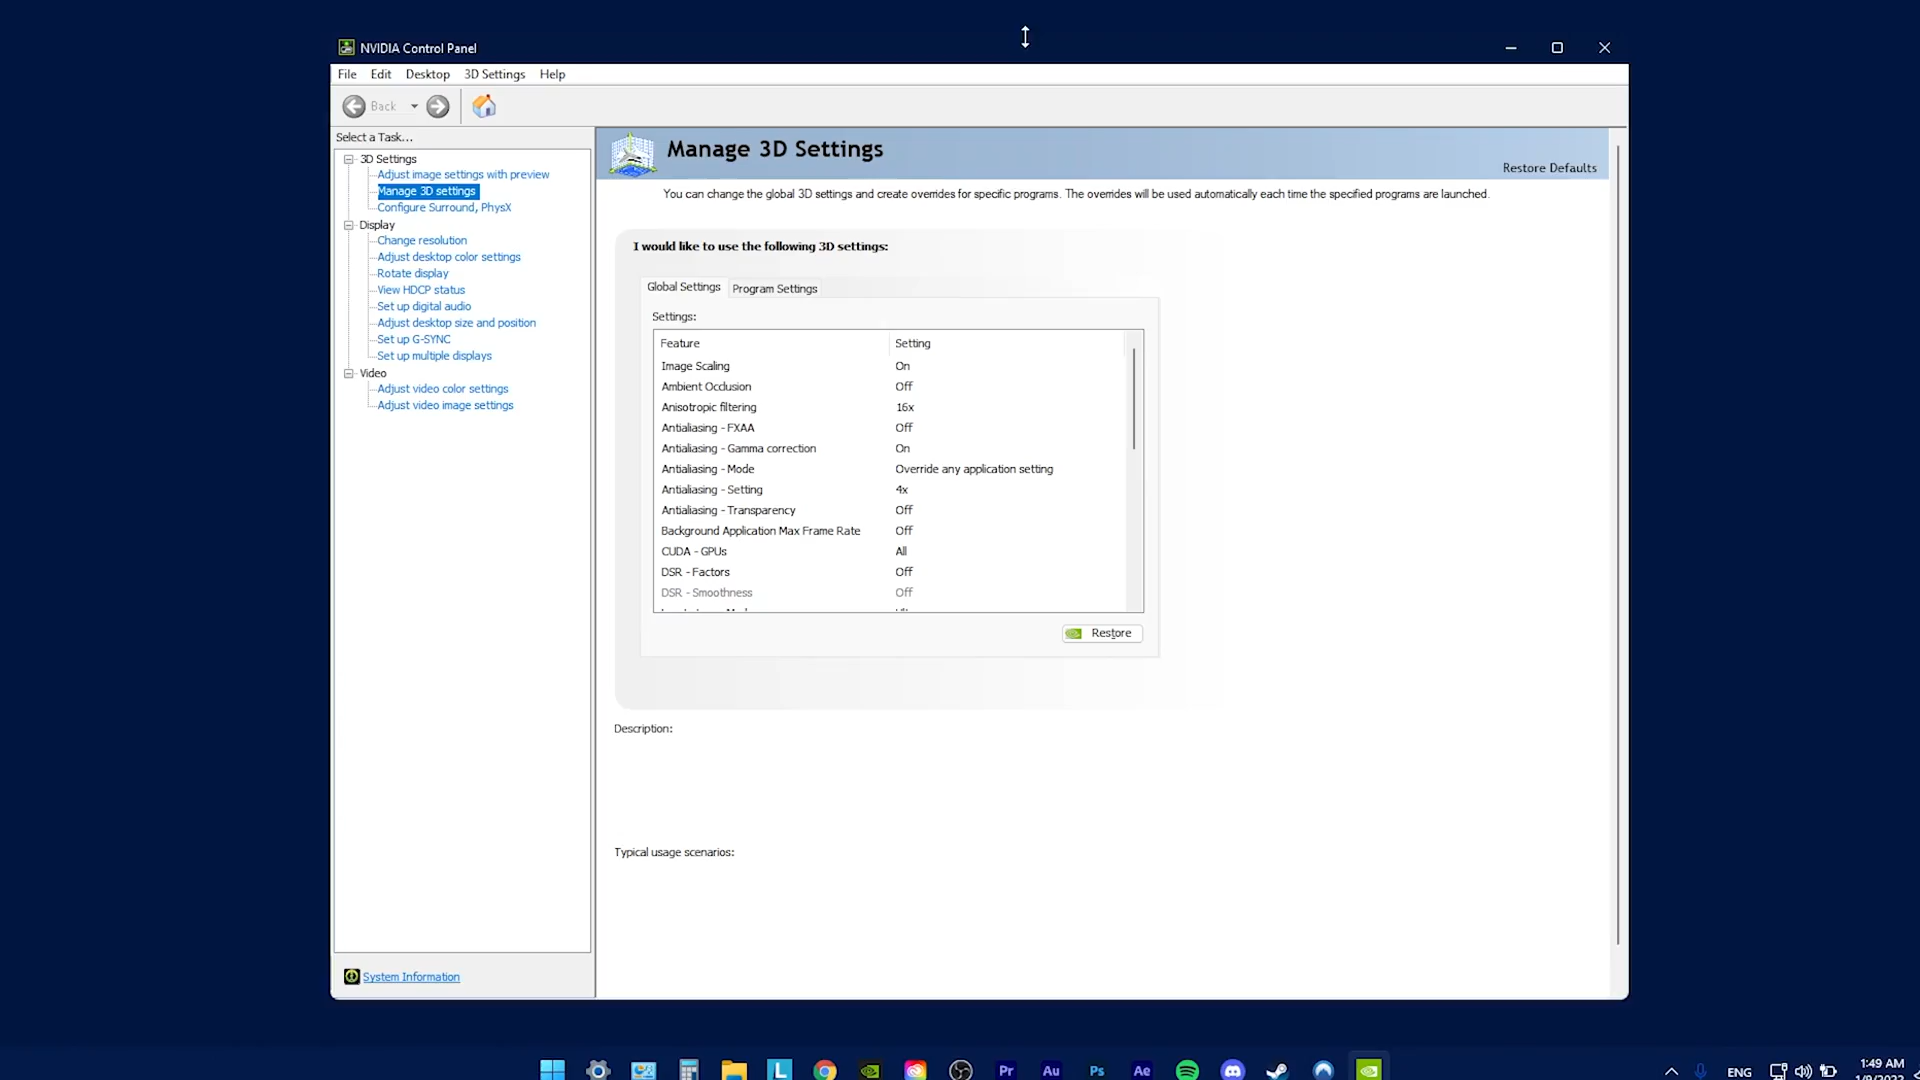 NVIDIA Control Panel
File Edit Desktop 3D Settings Help
Back
Select a Task...
3D Settings
Adjust image settings with preview
Manage 3D settings
Configure Surround, PhysX
Display
Change resolution
Adjust desktop color settings
Rotate display
View HDCP status
Set up digital audio
Adjust desktop size and position
Set up G-SYNC
Set up multiple displays
Video
Adjust video color settings
Adjust video image settings
System Information
Manage 3D Settings
Restore Defaults
You can change the global 3D settings and create overrides for specific programs. The overrides will be used automatically each time the specified programs are launched.
I would like to use the following 3D settings:
Global Settings Program Settings
Settings:
Feature Setting
Image Scaling On
Ambient Occlusion Off
Anisotropic filtering 16x
Antialiasing - FXAA Off
Antialiasing - Gamma correction On
Antialiasing - Mode Override any application setting
Antialiasing - Setting 4x
Antialiasing - Transparency Off
Background Application Max Frame Rate Off
CUDA - GPUs All
DSR - Factors Off
DSR - Smoothness Off
Restore
Description:
Typical usage scenarios:
L Pr Au Ps Ae
ENG
1:49 AM